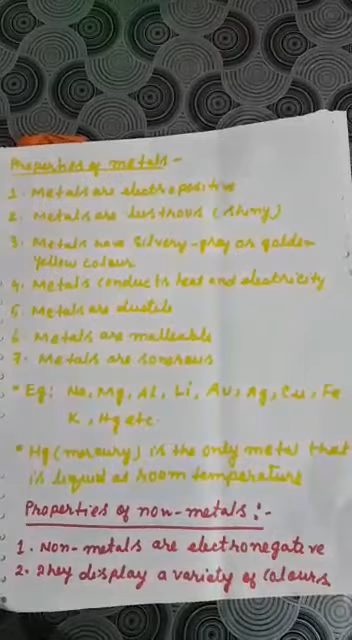 Properties of metals -
1. Metals are electropositive
2. Metals are lustrous (shiny)
3. Metals have silvery-grey or golden-
yellow colour
4. Metals conducts heat and electricity
5. Metals are ductile
6. Metals are malleable
7. Metals are sonorous
* Eg: Na, Mg, Al, Li, Au, Ag, Cu, Fe
K, Hg etc.
* Hg (mercury) is the only metal that
is liquid at room temperature
Properties of non-metals :-
1. Non-metals are electronegative
2. They display a variety of colours